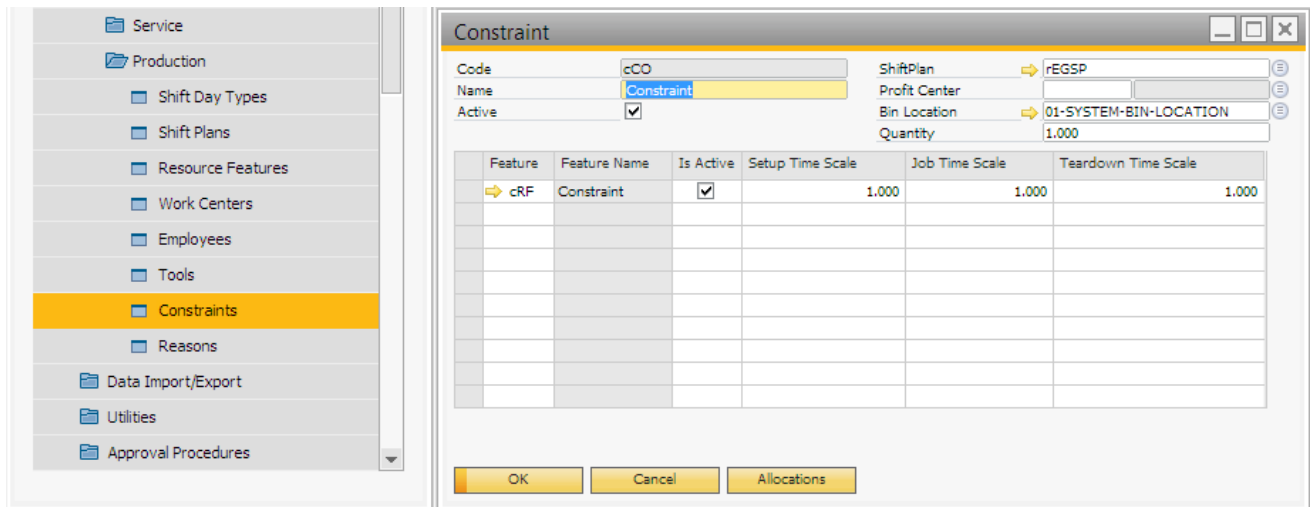 Service
Production
Shift Day Types
Shift Plans
Resource Features
Work Centers
Employees
Tools
Constraints
Reasons
Data Import/Export
Utilities
Approval Procedures
Constraint
Code cCO
Name Constraint
Active
ShiftPlan rEGSP
Profit Center
Bin Location 01-SYSTEM-BIN-LOCATION
Quantity 1.000
Feature Feature Name Is Active Setup Time Scale Job Time Scale Teardown Time Scale
cRF Constraint 1.000 1.000 1.000
OK Cancel Allocations